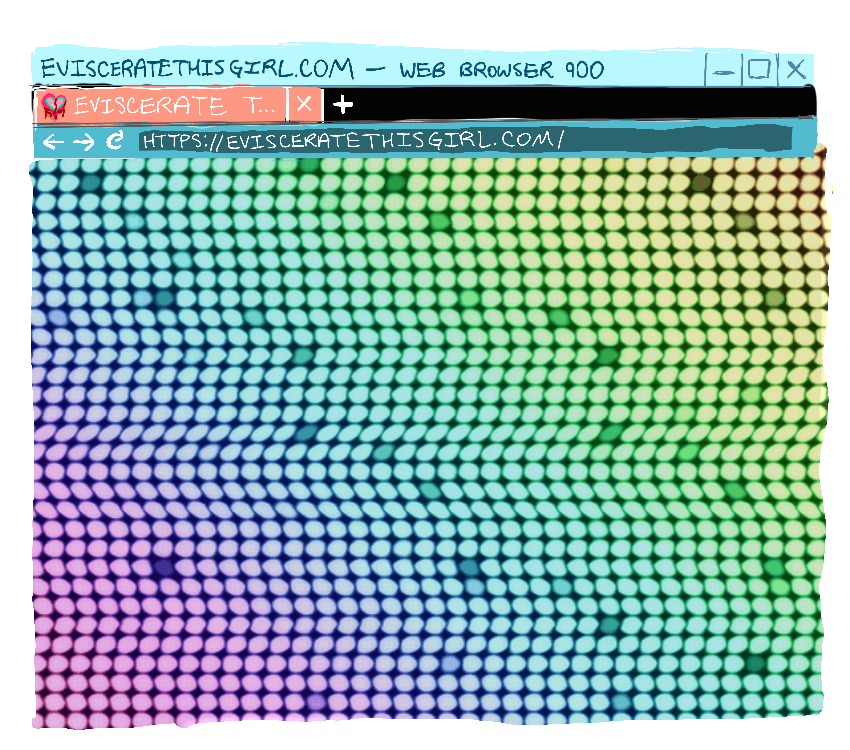 EVISCERATETHISGIRL.COM — WEB BROWSER 900
EVISCERATE T...
HTTPS://EVISCERATETHISGIRL.COM/